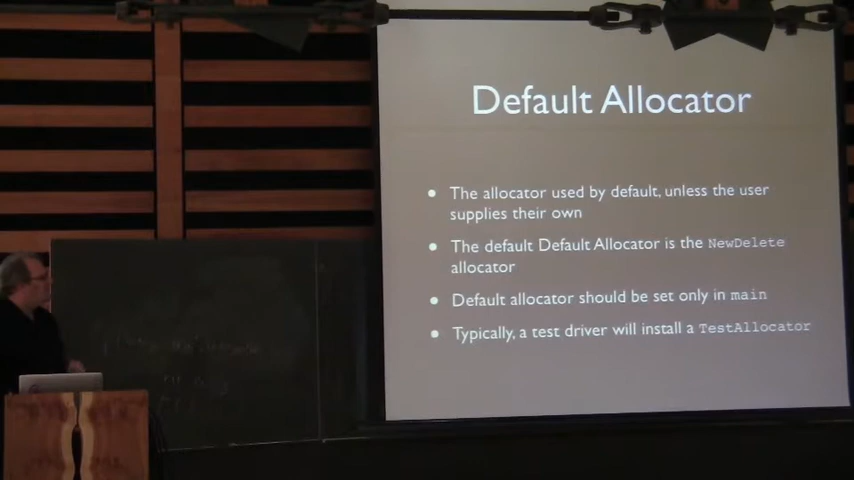 Default Allocator
• The allocator used by default, unless the user
supplies their own
• The default Default Allocator is the NewDelete
allocator
• Default allocator should be set only in main
• Typically, a test driver will install a TestAllocator